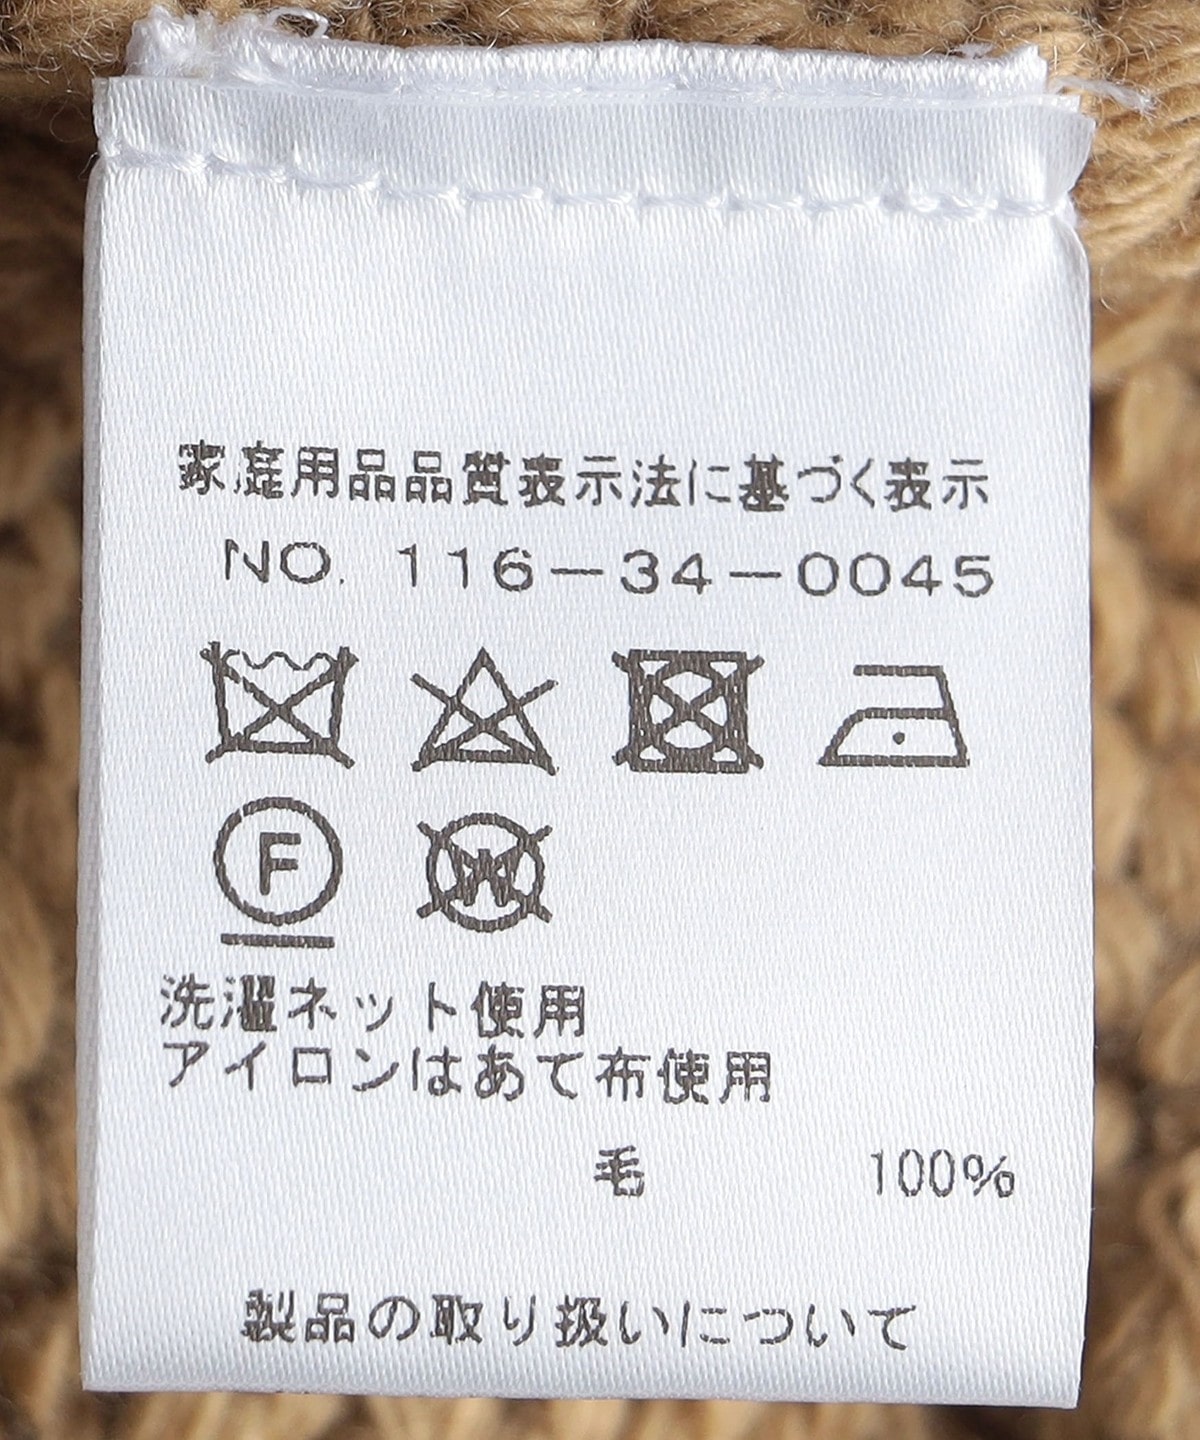 家庭用品品質表示法に基づく表示
NO. 116-34-0045
F
W
洗濯ネット使用
アイロンはあて布使用
毛 100%
製品の取り扱いについて